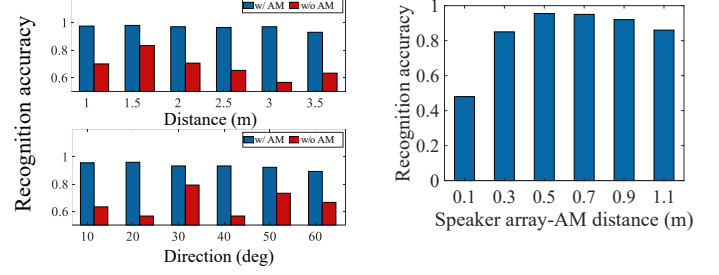 Recognition accuracy
w/ AM w/o AM
1
0.8
0.6
1 1.5 2 2.5 3 3.5
Distance (m)
w/ AM w/o AM
1
0.8
0.6
10 20 30 40 50 60
Direction (deg)
Recognition accuracy
1
0.8
0.6
0.4
0.2
0
0.1 0.3 0.5 0.7 0.9 1.1
Speaker array-AM distance (m)